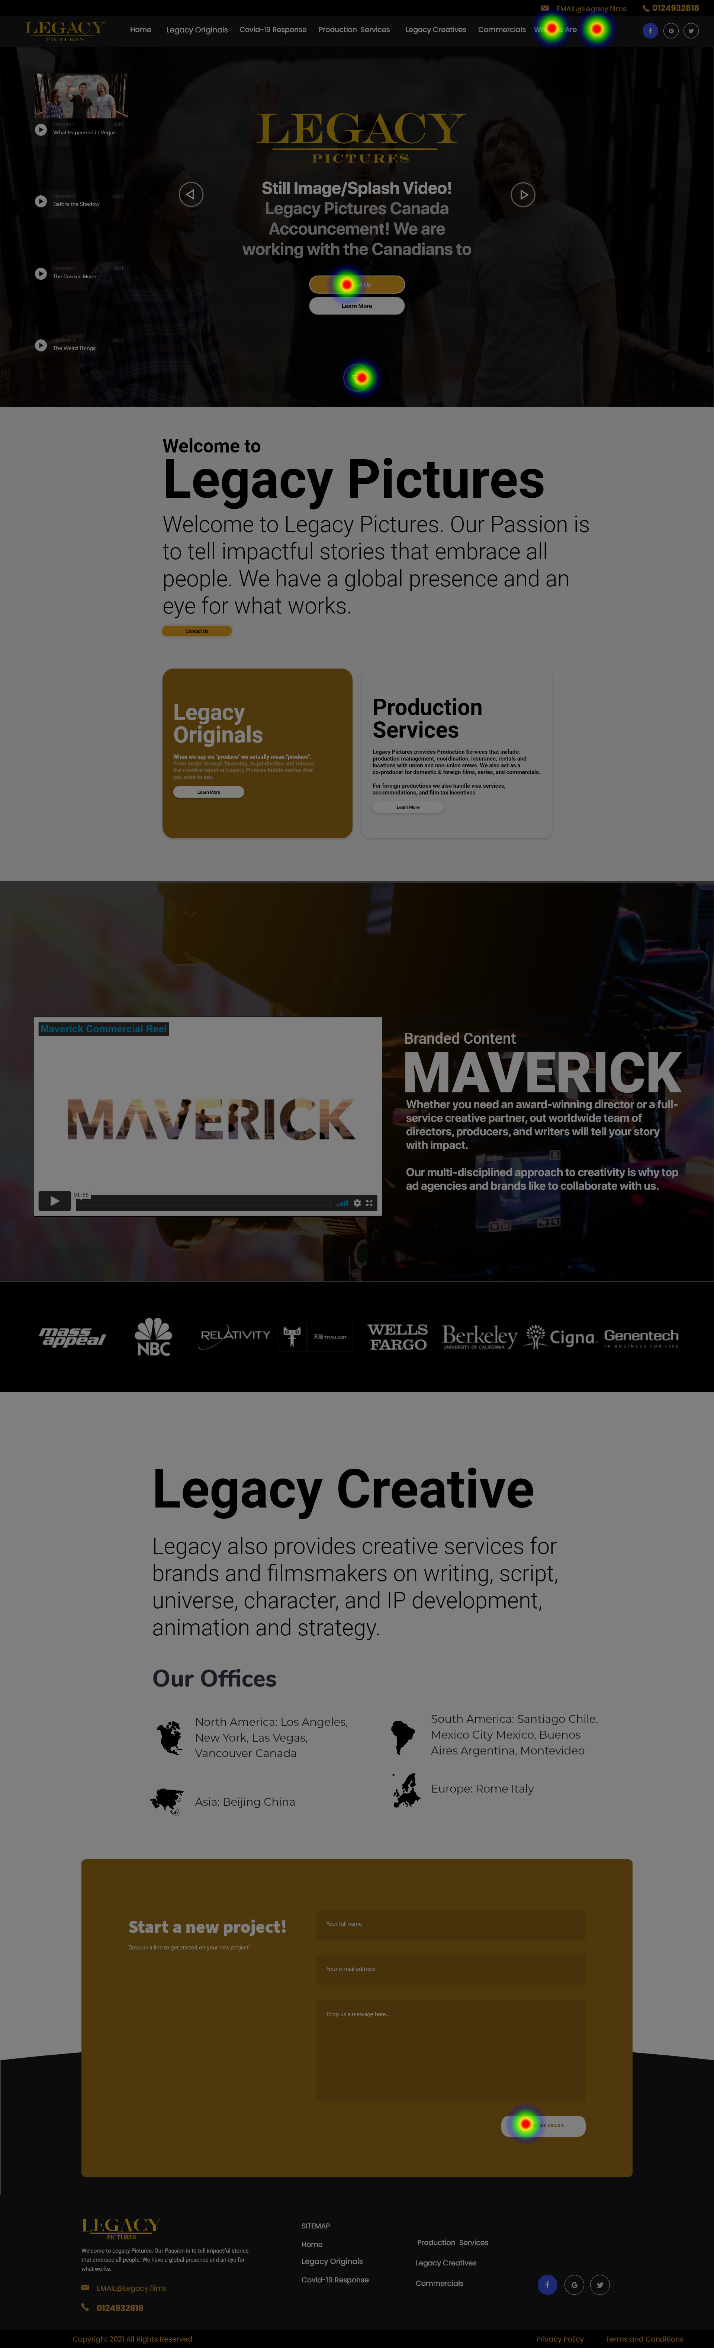 EMAIL@Legacy.films
0124932818
LEGACY
PICTURES
Home
Legacy Originals
Covid-19 Response
Production Services
Legacy Creatives
Commercials
Are
What Happened in Vegaz
Before the Shadow
The Cosmic Move
The Weird Things
LEGACY
PICTURES
Still Image/Splash Video!
Legacy Pictures Canada
Accouncement! We are
working with the Canadians to
Us
Learn More
Welcome to
Legacy Pictures
Welcome to Legacy Pictures. Our Passion is
to tell impactful stories that embrace all
people. We have a global presence and an
eye for what works.
Contact Us
Legacy
Originals
When we say we "produce" we actually mean "produce".
From script through financing, to production and release,
the creative talent at Legacy Pictures builds stories that
you want to see.
Learn More
Production
Services
Legacy Pictures provides Production Services that include:
production management, coordination, insurance, rentals and
locations with union and non-union crews. We also act as a
co-producer for domestic & foreign films, series, and commercials.
For foreign productions we also handle visa services,
accommodations, and film tax incentives.
Learn More
Maverick Commercial Reel
MAVERICK
01:55
Branded Content
MAVERICK
Whether you need an award-winning director or a full-
service creative partner, out worldwide team of
directors, producers, and writers will tell your story
with impact.
Our multi-disciplined approach to creativity is why top
ad agencies and brands like to collaborate with us.
mass
appeal
NBC
RELATIVITY
天猫 TMALL.COM
WELLS
FARGO
Berkeley
UNIVERSITY OF CALIFORNIA
Cigna.
Genentech
IN BUSINESS FOR LIFE
Legacy Creative
Legacy also provides creative services for
brands and filmsmakers on writing, script,
universe, character, and IP development,
animation and strategy.
Our Offices
North America: Los Angeles,
New York, Las Vegas,
Vancouver Canada
South America: Santiago Chile,
Mexico City Mexico, Buenos
Aires Argentina, Montevideo
Asia: Beijing China
Europe: Rome Italy
Start a new project!
Drop us a line to get started on your new project!
Your full name
Your e-mail address
Drop us a message here...
MESSAGE
LEGACY
PICTURES
Welcome to Legacy Pictures. Our Passion is to tell impactful stories
that embrace all people. We have a global presence and an eye for
what works.
EMAIL@Legacy.films
0124932818
SITEMAP
Home
Legacy Originals
Covid-19 Response
Production Services
Legacy Creatives
Commercials
Copyright 2021 All Rights Reserved
Privacy Policy
Terms and Conditions